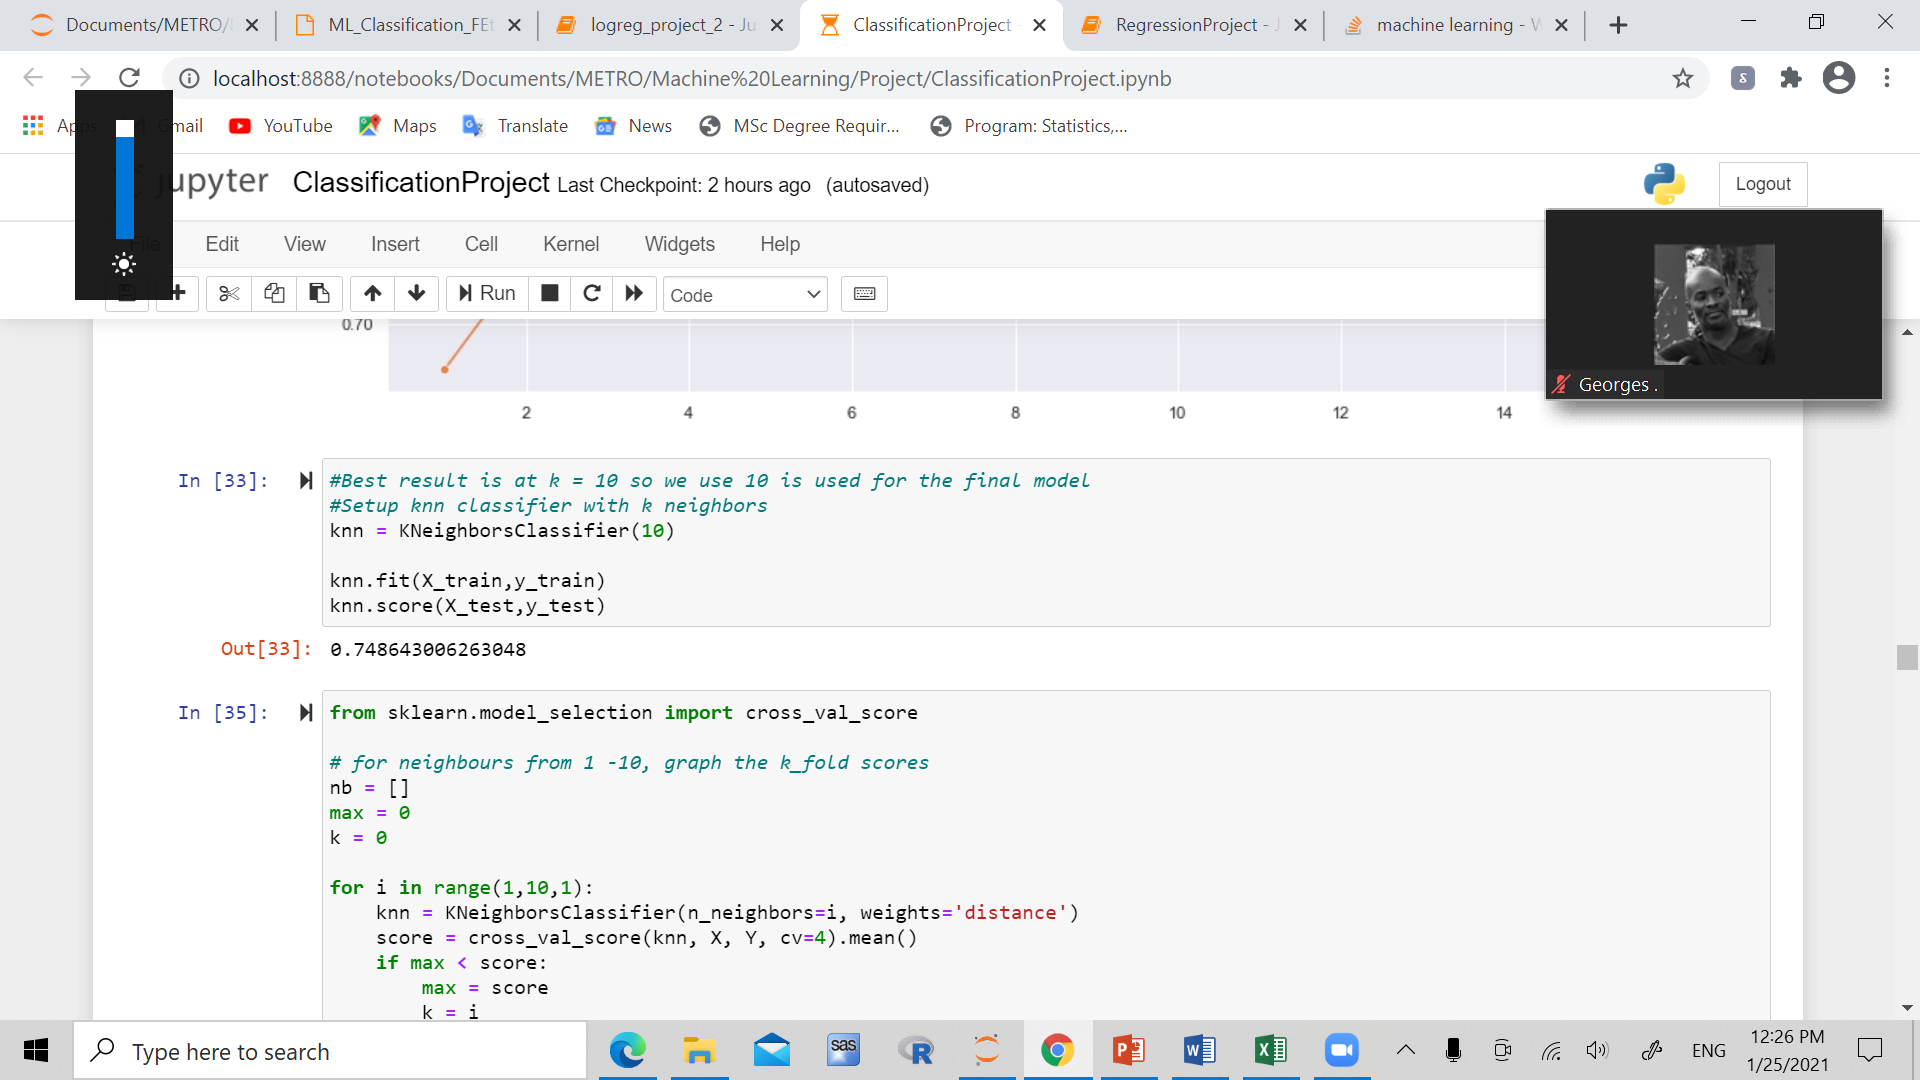 Documents/METRO/
ML_Classification_FEt
logreg_project_2 - Ju
ClassificationProject
RegressionProject - J
machine learning - W
localhost:8888/notebooks/Documents/METRO/Machine%20Learning/Project/ClassificationProject.ipynb
Apps
Gmail
YouTube
Maps
Translate
News
MSc Degree Requir...
Program: Statistics,...
jupyter
ClassificationProject Last Checkpoint: 2 hours ago (autosaved)
Logout
File
Edit
View
Insert
Cell
Kernel
Widgets
Help
Run
Code
Georges .
0.70
2
4
6
8
10
12
14
In [33]:
#Best result is at k = 10 so we use 10 is used for the final model
#Setup knn classifier with k neighbors
knn = KNeighborsClassifier(10)
knn.fit(X_train,y_train)
knn.score(X_test,y_test)
Out[33]: 0.748643006263048
In [35]:
from sklearn.model_selection import cross_val_score
# for neighbours from 1 -10, graph the k_fold scores
nb = []
max = 0
k = 0
for i in range(1,10,1):
knn = KNeighborsClassifier(n_neighbors=i, weights='distance')
score = cross_val_score(knn, X, Y, cv=4).mean()
if max < score:
max = score
k = i
Type here to search
sas
R
ENG
12:26 PM
1/25/2021